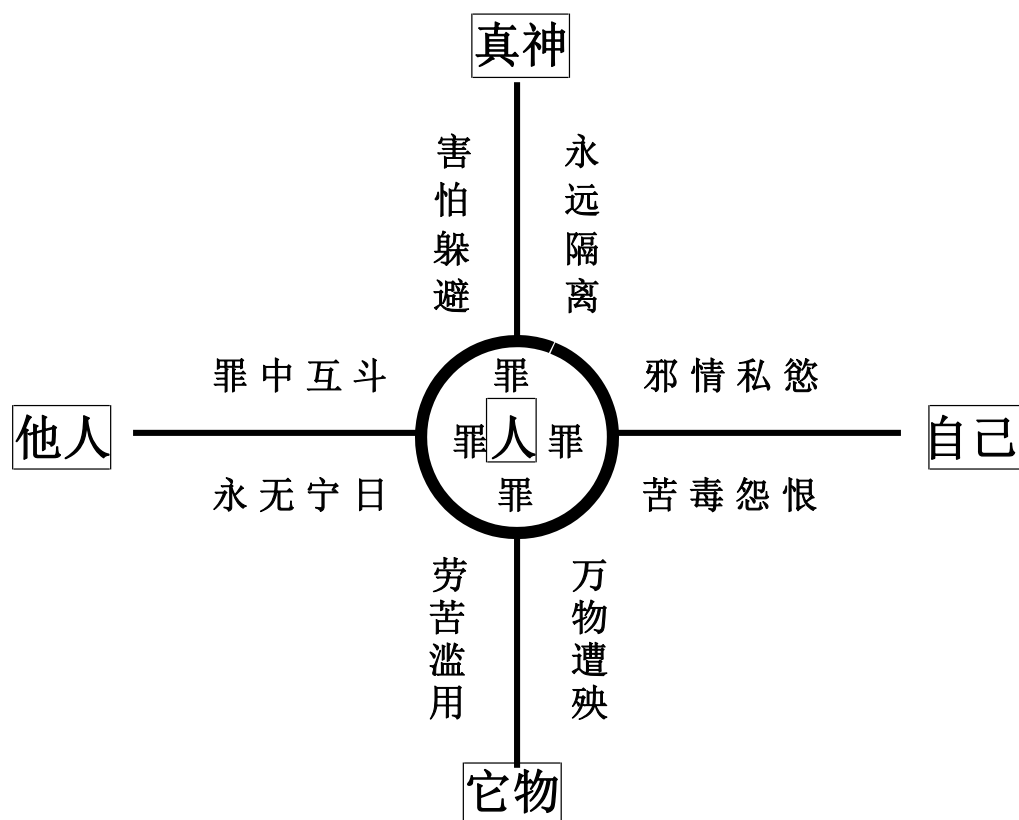 真神
害怕躲避
永远隔离
罪中互斗
罪
邪情私慾
他人
罪
人
罪
自己
永无宁日
罪
苦毒怨恨
劳苦滥用
万物遭殃
它物